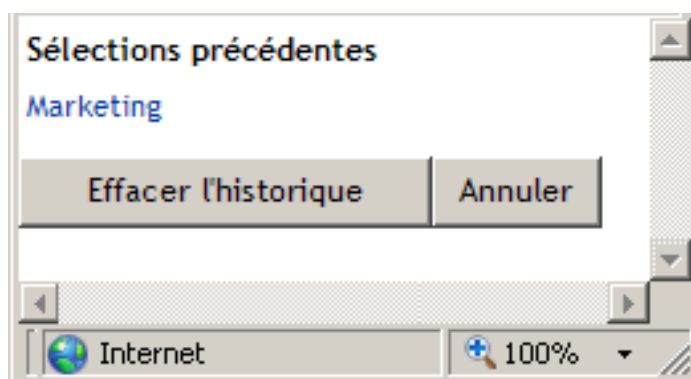 Sélections précédentes
Marketing
Effacer l'historique Annuler
Internet 100%